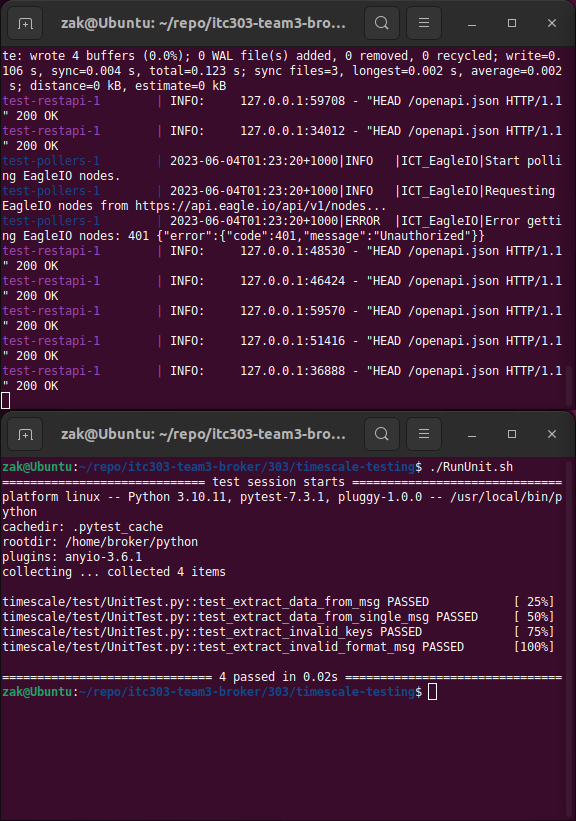 zak@Ubuntu: ~/repo/itc303-team3-bro...
te: wrote 4 buffers (0.0%); 0 WAL file(s) added, 0 removed, 0 recycled; write=0.
106 s, sync=0.004 s, total=0.123 s; sync files=3, longest=0.002 s, average=0.002
 s; distance=0 kB, estimate=0 kB
test-restapi-1        | INFO:     127.0.0.1:59708 - "HEAD /openapi.json HTTP/1.1
" 200 OK
test-restapi-1        | INFO:     127.0.0.1:34012 - "HEAD /openapi.json HTTP/1.1
" 200 OK
test-pollers-1        | 2023-06-04T01:23:20+1000|INFO   |ICT_EagleIO|Start polli
ng EagleIO nodes.
test-pollers-1        | 2023-06-04T01:23:20+1000|INFO   |ICT_EagleIO|Requesting
EagleIO nodes from https://api.eagle.io/api/v1/nodes...
test-pollers-1        | 2023-06-04T01:23:20+1000|ERROR  |ICT_EagleIO|Error getti
ng EagleIO nodes: 401 {"error":{"code":401,"message":"Unauthorized"}}
test-restapi-1        | INFO:     127.0.0.1:48530 - "HEAD /openapi.json HTTP/1.1
" 200 OK
test-restapi-1        | INFO:     127.0.0.1:46424 - "HEAD /openapi.json HTTP/1.1
" 200 OK
test-restapi-1        | INFO:     127.0.0.1:59570 - "HEAD /openapi.json HTTP/1.1
" 200 OK
test-restapi-1        | INFO:     127.0.0.1:51416 - "HEAD /openapi.json HTTP/1.1
" 200 OK
test-restapi-1        | INFO:     127.0.0.1:36888 - "HEAD /openapi.json HTTP/1.1
" 200 OK
zak@Ubuntu: ~/repo/itc303-team3-bro...
zak@Ubuntu:~/repo/itc303-team3-broker/303/timescale-testing$ ./RunUnit.sh
============================= test session starts ==============================
platform linux -- Python 3.10.11, pytest-7.3.1, pluggy-1.0.0 -- /usr/local/bin/p
ython
cachedir: .pytest_cache
rootdir: /home/broker/python
plugins: anyio-3.6.1
collecting ... collected 4 items
timescale/test/UnitTest.py::test_extract_data_from_msg PASSED            [ 25%]
timescale/test/UnitTest.py::test_extract_data_from_single_msg PASSED     [ 50%]
timescale/test/UnitTest.py::test_extract_invalid_keys PASSED             [ 75%]
timescale/test/UnitTest.py::test_extract_invalid_format_msg PASSED       [100%]
============================== 4 passed in 0.02s ===============================
zak@Ubuntu:~/repo/itc303-team3-broker/303/timescale-testing$